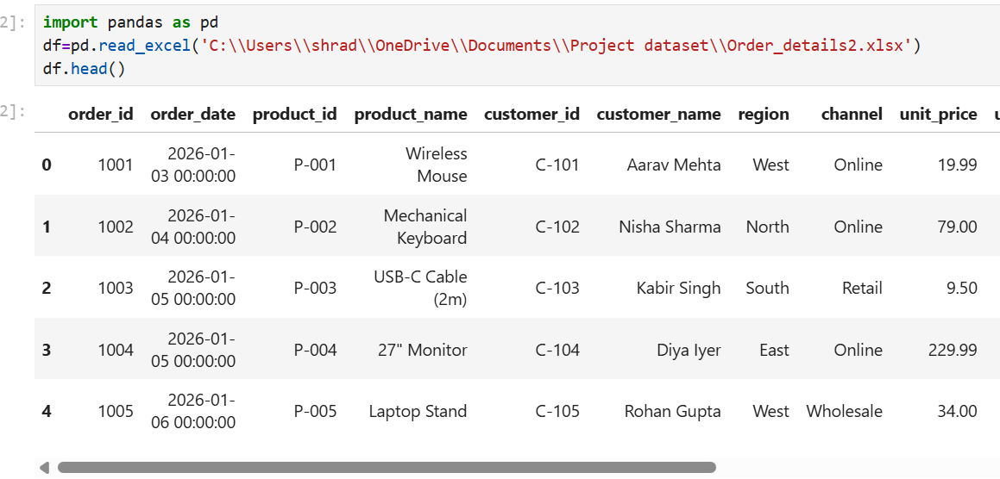 2]: import pandas as pd
df=pd.read_excel('C:\\Users\\shrad\\OneDrive\\Documents\\Project dataset\\Order_details2.xlsx')
df.head()
2]: order_id order_date product_id product_name customer_id customer_name region channel unit_price
0 1001 2026-01-03 00:00:00 P-001 Wireless Mouse C-101 Aarav Mehta West Online 19.99
1 1002 2026-01-04 00:00:00 P-002 Mechanical Keyboard C-102 Nisha Sharma North Online 79.00
2 1003 2026-01-05 00:00:00 P-003 USB-C Cable (2m) C-103 Kabir Singh South Retail 9.50
3 1004 2026-01-05 00:00:00 P-004 27" Monitor C-104 Diya Iyer East Online 229.99
4 1005 2026-01-06 00:00:00 P-005 Laptop Stand C-105 Rohan Gupta West Wholesale 34.00